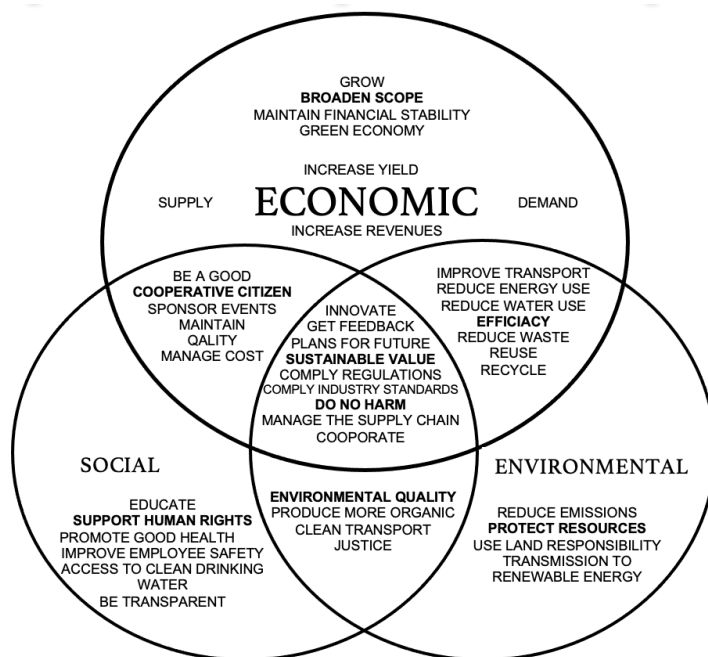 GROW
BROADEN SCOPE
MAINTAIN FINANCIAL STABILITY
GREEN ECONOMY
INCREASE YIELD
SUPPLY
ECONOMIC
DEMAND
INCREASE REVENUES
BE A GOOD
COOPERATIVE CITIZEN
SPONSOR EVENTS
MAINTAIN
QALITY
MANAGE COST
INNOVATE
GET FEEDBACK
PLANS FOR FUTURE
SUSTAINABLE VALUE
COMPLY REGULATIONS
COMPLY INDUSTRY STANDARDS
DO NO HARM
MANAGE THE SUPPLY CHAIN
COOPORATE
IMPROVE TRANSPORT
REDUCE ENERGY USE
REDUCE WATER USE
EFFICIACY
REDUCE WASTE
REUSE
RECYCLE
SOCIAL
EDUCATE
SUPPORT HUMAN RIGHTS
PROMOTE GOOD HEALTH
IMPROVE EMPLOYEE SAFETY
ACCESS TO CLEAN DRINKING
WATER
BE TRANSPARENT
ENVIRONMENTAL QUALITY
PRODUCE MORE ORGANIC
CLEAN TRANSPORT
JUSTICE
ENVIRONMENTAL
REDUCE EMISSIONS
PROTECT RESOURCES
USE LAND RESPONSIBILITY
TRANSMISSION TO
RENEWABLE ENERGY